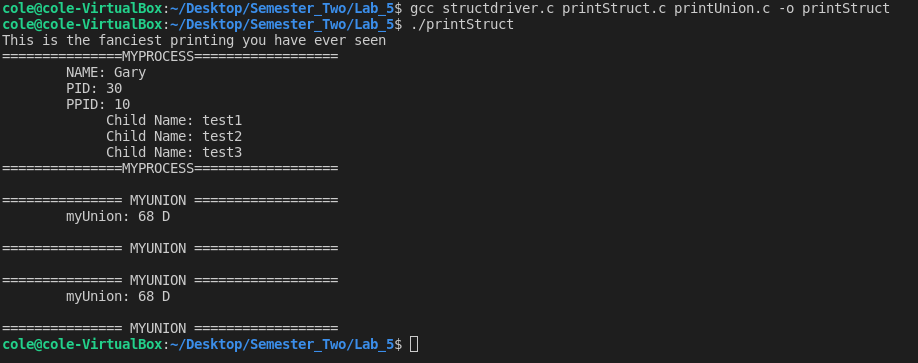 cole@cole-VirtualBox:~/Desktop/Semester_Two/Lab_5$ gcc structdriver.c printStruct.c printUnion.c -o printStruct
cole@cole-VirtualBox:~/Desktop/Semester_Two/Lab_5$ ./printStruct
This is the fanciest printing you have ever seen
===============MYPROCESS==================
        NAME: Gary
        PID: 30
        PPID: 10
             Child Name: test1
             Child Name: test2
             Child Name: test3
===============MYPROCESS==================

=============== MYUNION ==================
        myUnion: 68 D

=============== MYUNION ==================

=============== MYUNION ==================
        myUnion: 68 D

=============== MYUNION ==================
cole@cole-VirtualBox:~/Desktop/Semester_Two/Lab_5$